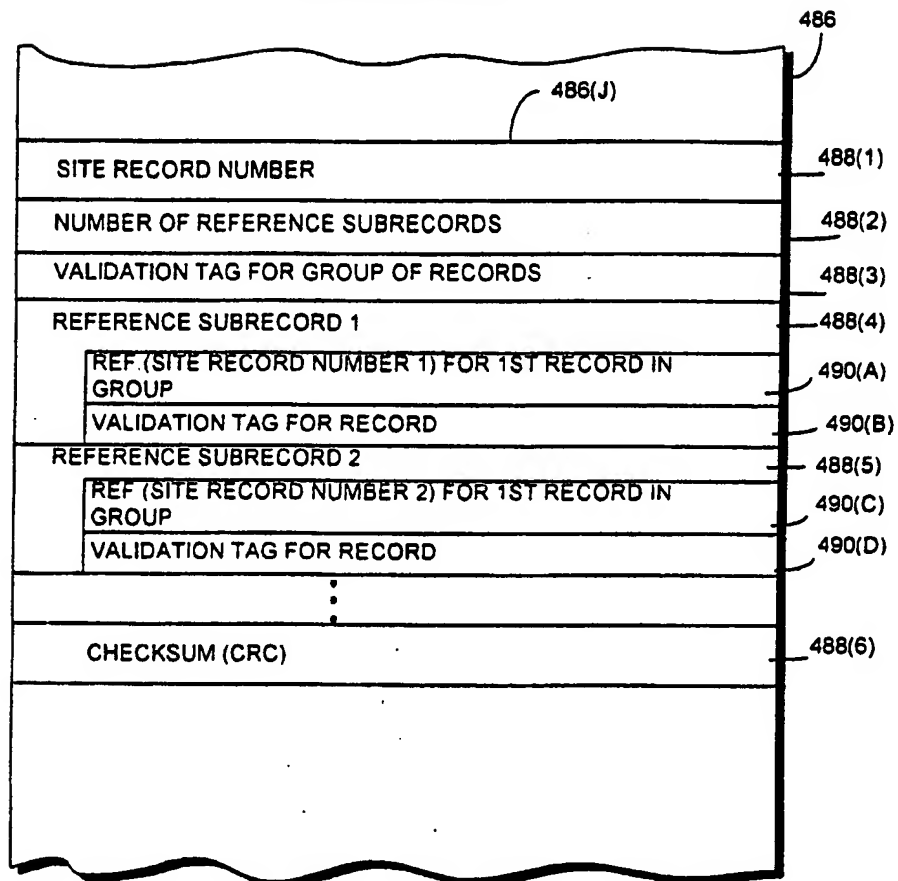 486
486(J)
SITE RECORD NUMBER
488(1)
NUMBER OF REFERENCE SUBRECORDS
488(2)
VALIDATION TAG FOR GROUP OF RECORDS
488(3)
REFERENCE SUBRECORD 1
488(4)
REF. (SITE RECORD NUMBER 1) FOR 1ST RECORD IN
GROUP
490(A)
VALIDATION TAG FOR RECORD
490(B)
REFERENCE SUBRECORD 2
488(5)
REF (SITE RECORD NUMBER 2) FOR 1ST RECORD IN
GROUP
490(C)
VALIDATION TAG FOR RECORD
490(D)
CHECKSUM (CRC)
488(6)